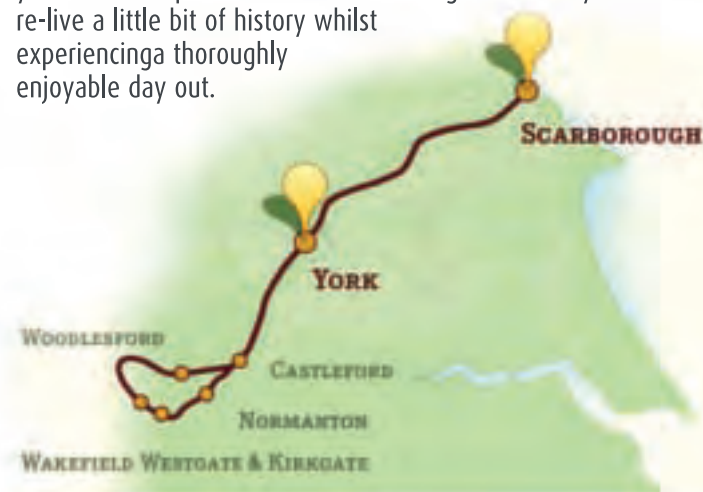 re-live a little bit of history whilst
experiencinga thoroughly
enjoyable day out.
SCARBOROUGH
YORK
WOODLESFORD
CASTLEFORD
NORMANTON
WAKEFIELD WESTGATE & KIRKGATE